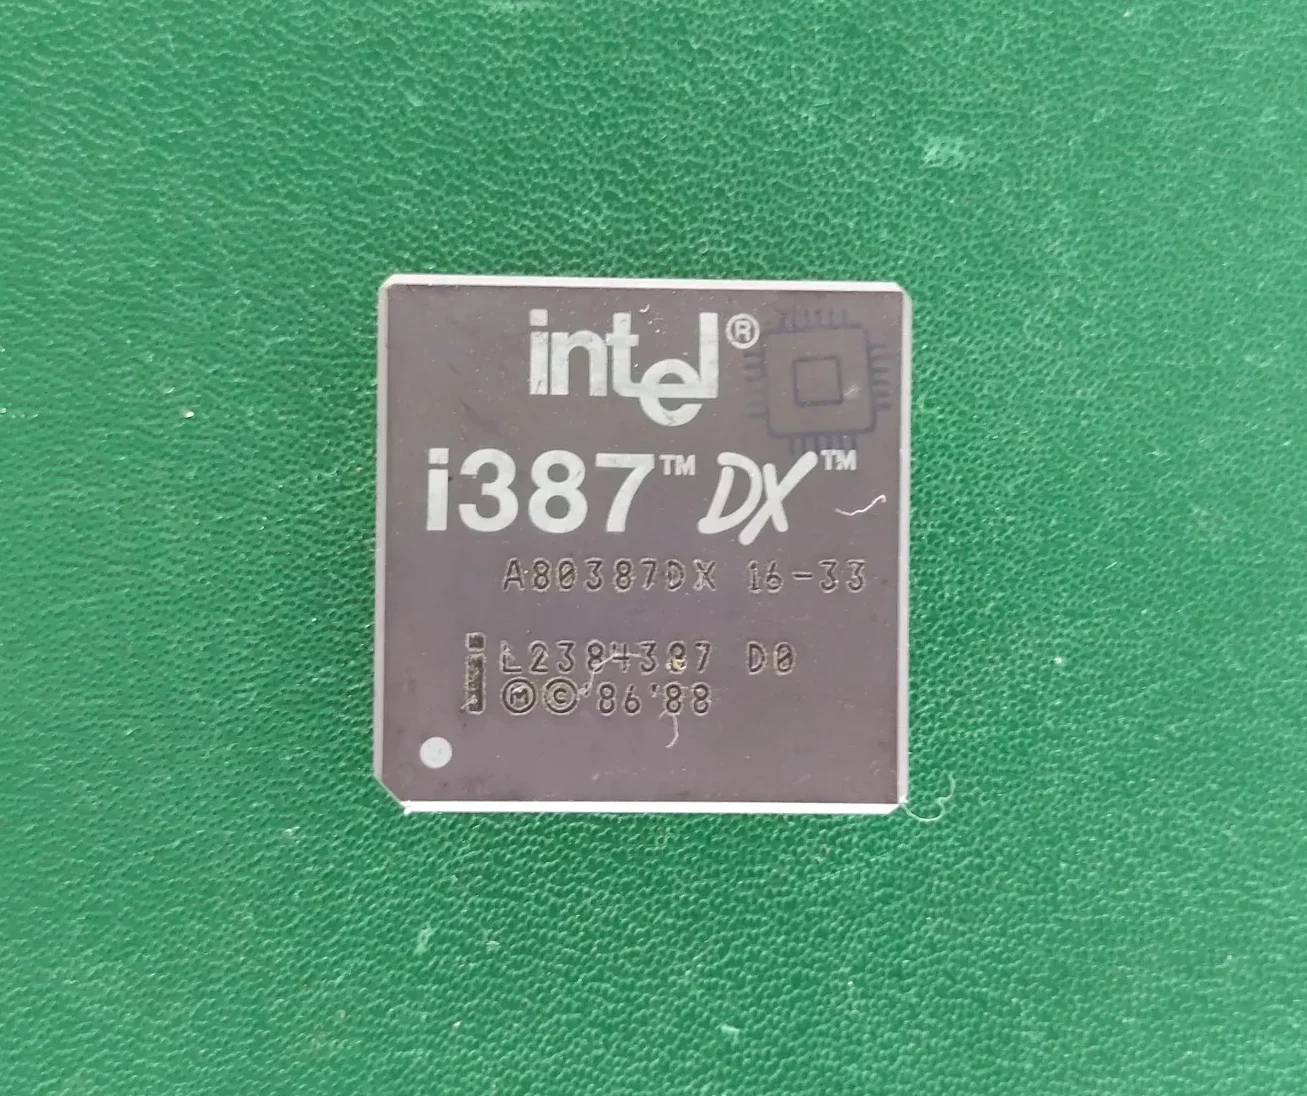 intel®
i387™ DX™
A80387DX 16-33
L2384387 D0
Ⓜ©'86'88